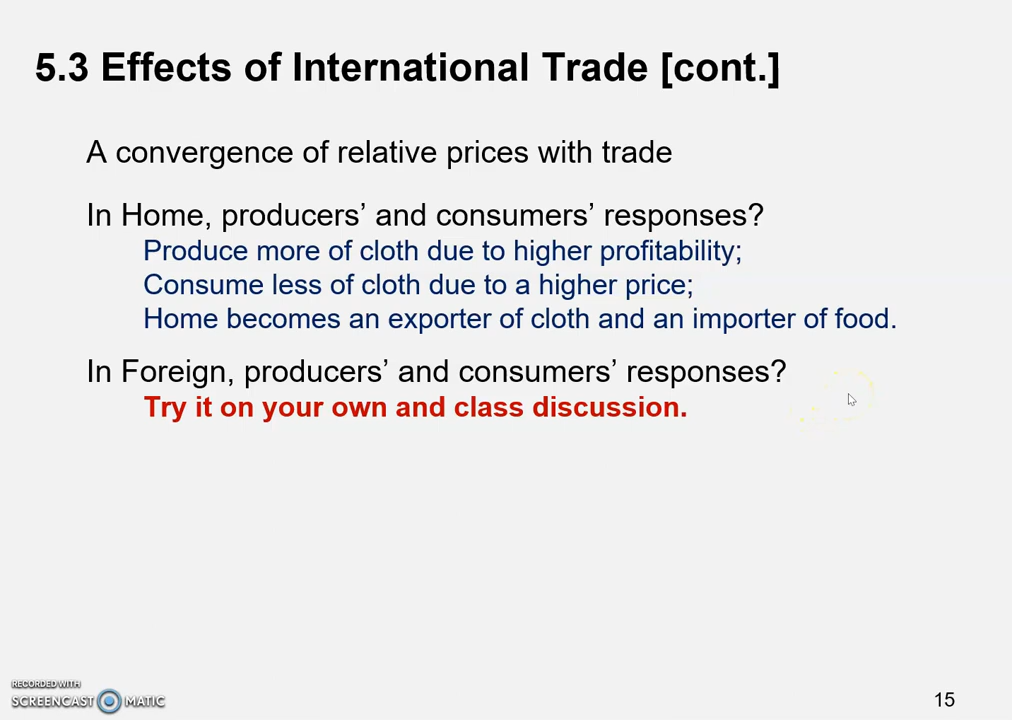 5.3 Effects of International Trade [cont.]
A convergence of relative prices with trade
In Home, producers’ and consumers’ responses?
Produce more of cloth due to higher profitability;
Consume less of cloth due to a higher price;
Home becomes an exporter of cloth and an importer of food.
In Foreign, producers’ and consumers’ responses?
Try it on your own and class discussion.
RECORDED WITH
SCREENCAST MATIC
15